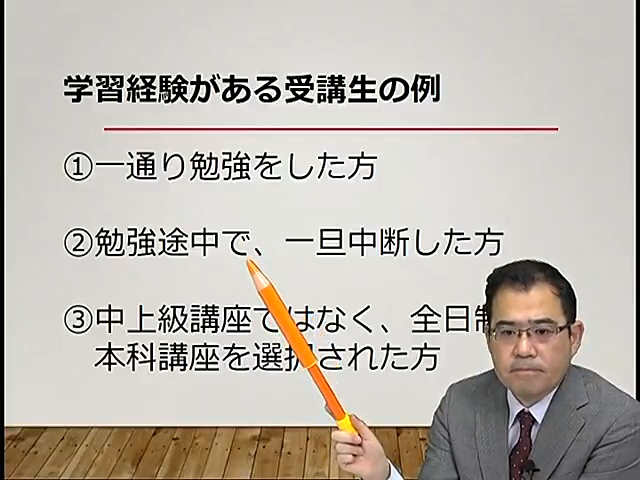 学習経験がある受講生の例
①一通り勉強をした方
②勉強途中で、一旦中断した方
③中上級講座ではなく、全日制
本科講座を選択された方